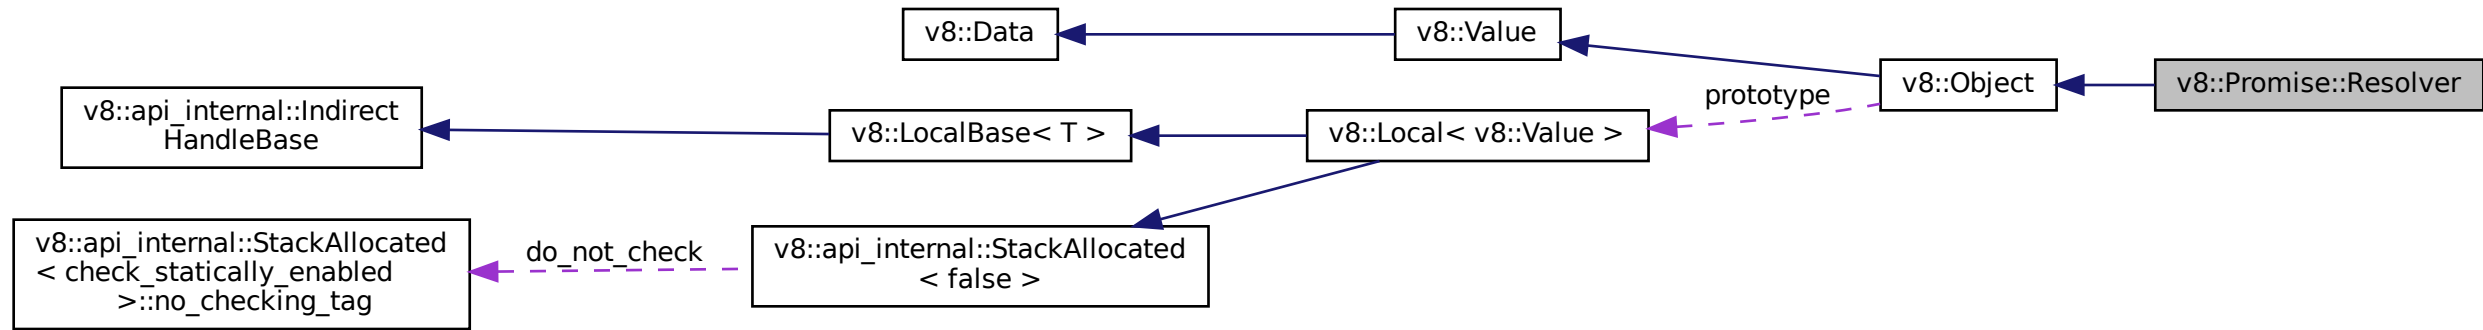 v8::Data
v8::Value
v8::Object
v8::Promise::Resolver
prototype
v8::api_internal::Indirect
HandleBase
v8::LocalBase< T >
v8::Local< v8::Value >
v8::api_internal::StackAllocated
< check_statically_enabled
>::no_checking_tag
do_not_check
v8::api_internal::StackAllocated
< false >